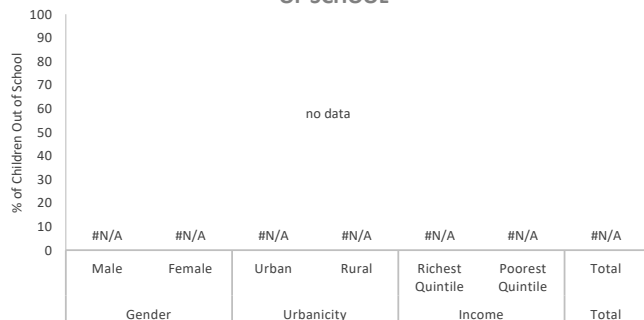 OF SCHOOL
100
90
80
70
60
50
40
30
20
10
0
% of Children Out of School
no data
#N/A #N/A #N/A #N/A #N/A #N/A #N/A
Male Female Urban Rural Richest Quintile Poorest Quintile Total
Gender Urbanicity Income Total